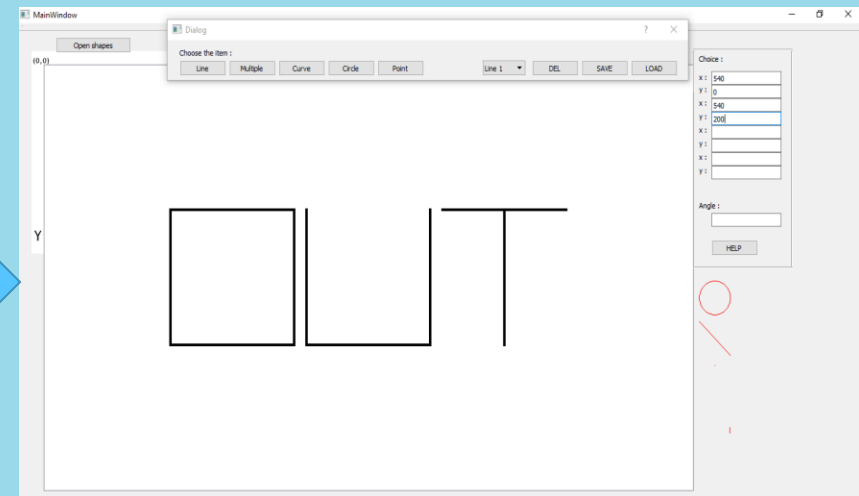 MainWindow
Dialog
Open shapes
Choose the item :
Line Multiple Curve Circle Point Line 1 DEL SAVE LOAD
(0,0)
Choice :
x : 540
y : 0
x : 540
y : 200
x :
y :
x :
y :
Angle :
HELP
Y
OUT